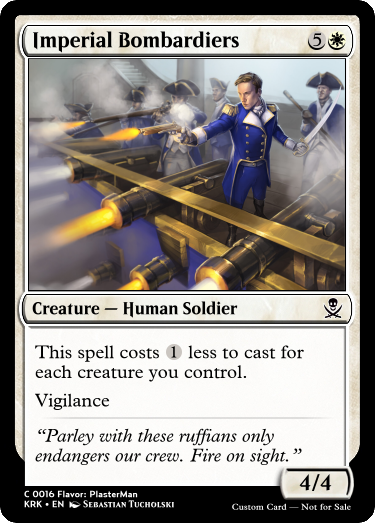 Imperial Bombardiers 5
Creature — Human Soldier
This spell costs 1 less to cast for
each creature you control.
Vigilance
“Parley with these ruffians only
endangers our crew. Fire on sight.”
4/4
C 0016 Flavor: PlasterMan
KRK • EN Sebastian Tucholski
Custom Card — Not for Sale